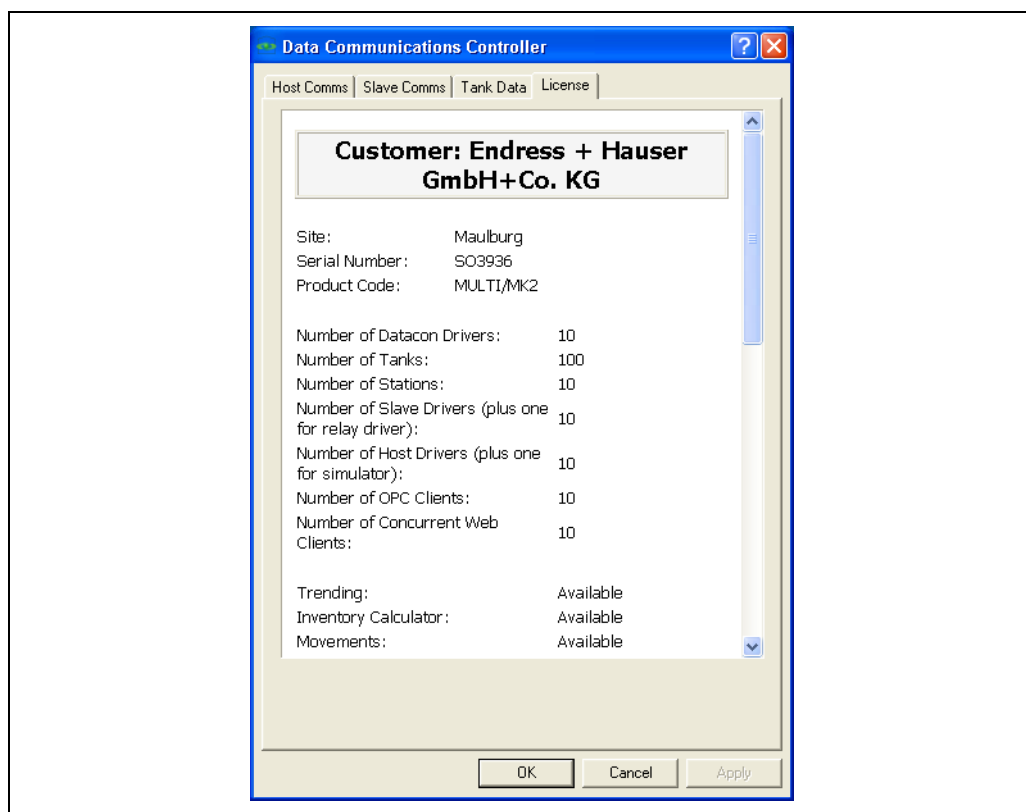 Data Communications Controller
Host Comms Slave Comms Tank Data License
Customer: Endress + Hauser
GmbH+Co. KG
Site: Maulburg
Serial Number: SO3936
Product Code: MULTI/MK2
Number of Datacon Drivers: 10
Number of Tanks: 100
Number of Stations: 10
Number of Slave Drivers (plus one
for relay driver): 10
Number of Host Drivers (plus one
for simulator): 10
Number of OPC Clients: 10
Number of Concurrent Web
Clients: 10
Trending: Available
Inventory Calculator: Available
Movements: Available
OK Cancel Apply